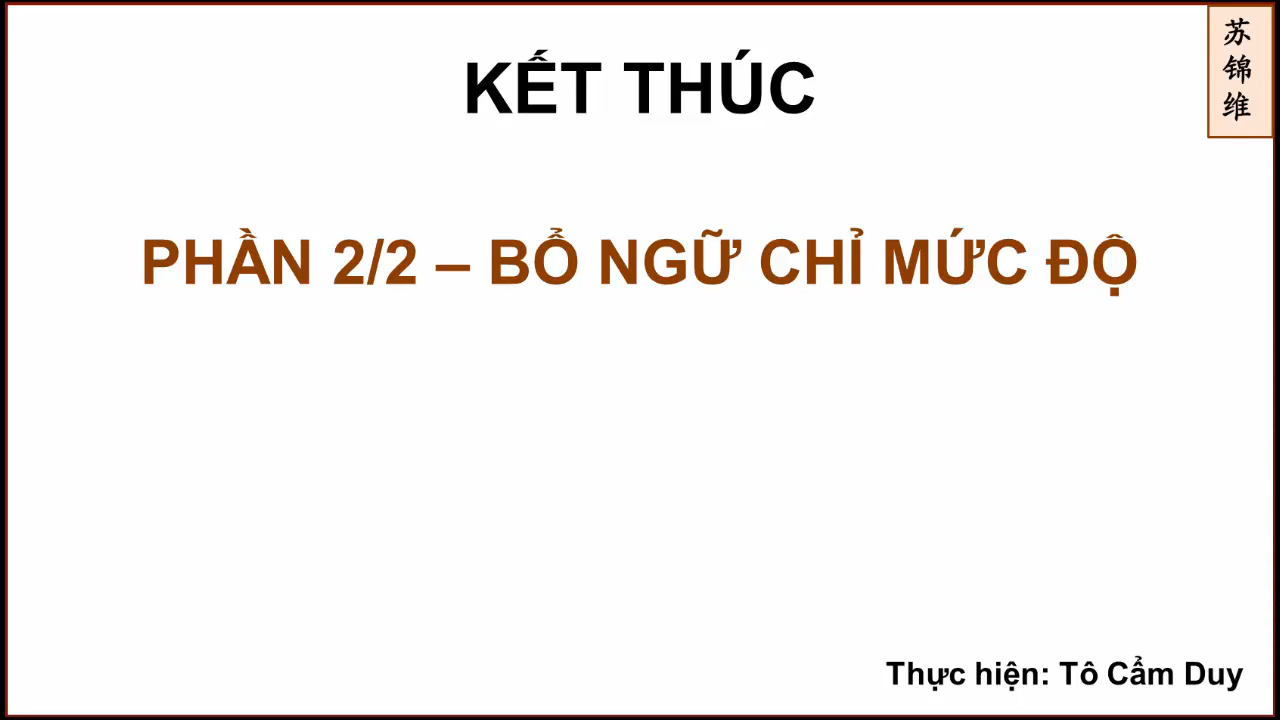 KẾT THÚC
苏锦维
PHẦN 2/2 – BỔ NGỮ CHỈ MỨC ĐỘ
Thực hiện: Tô Cẩm Duy